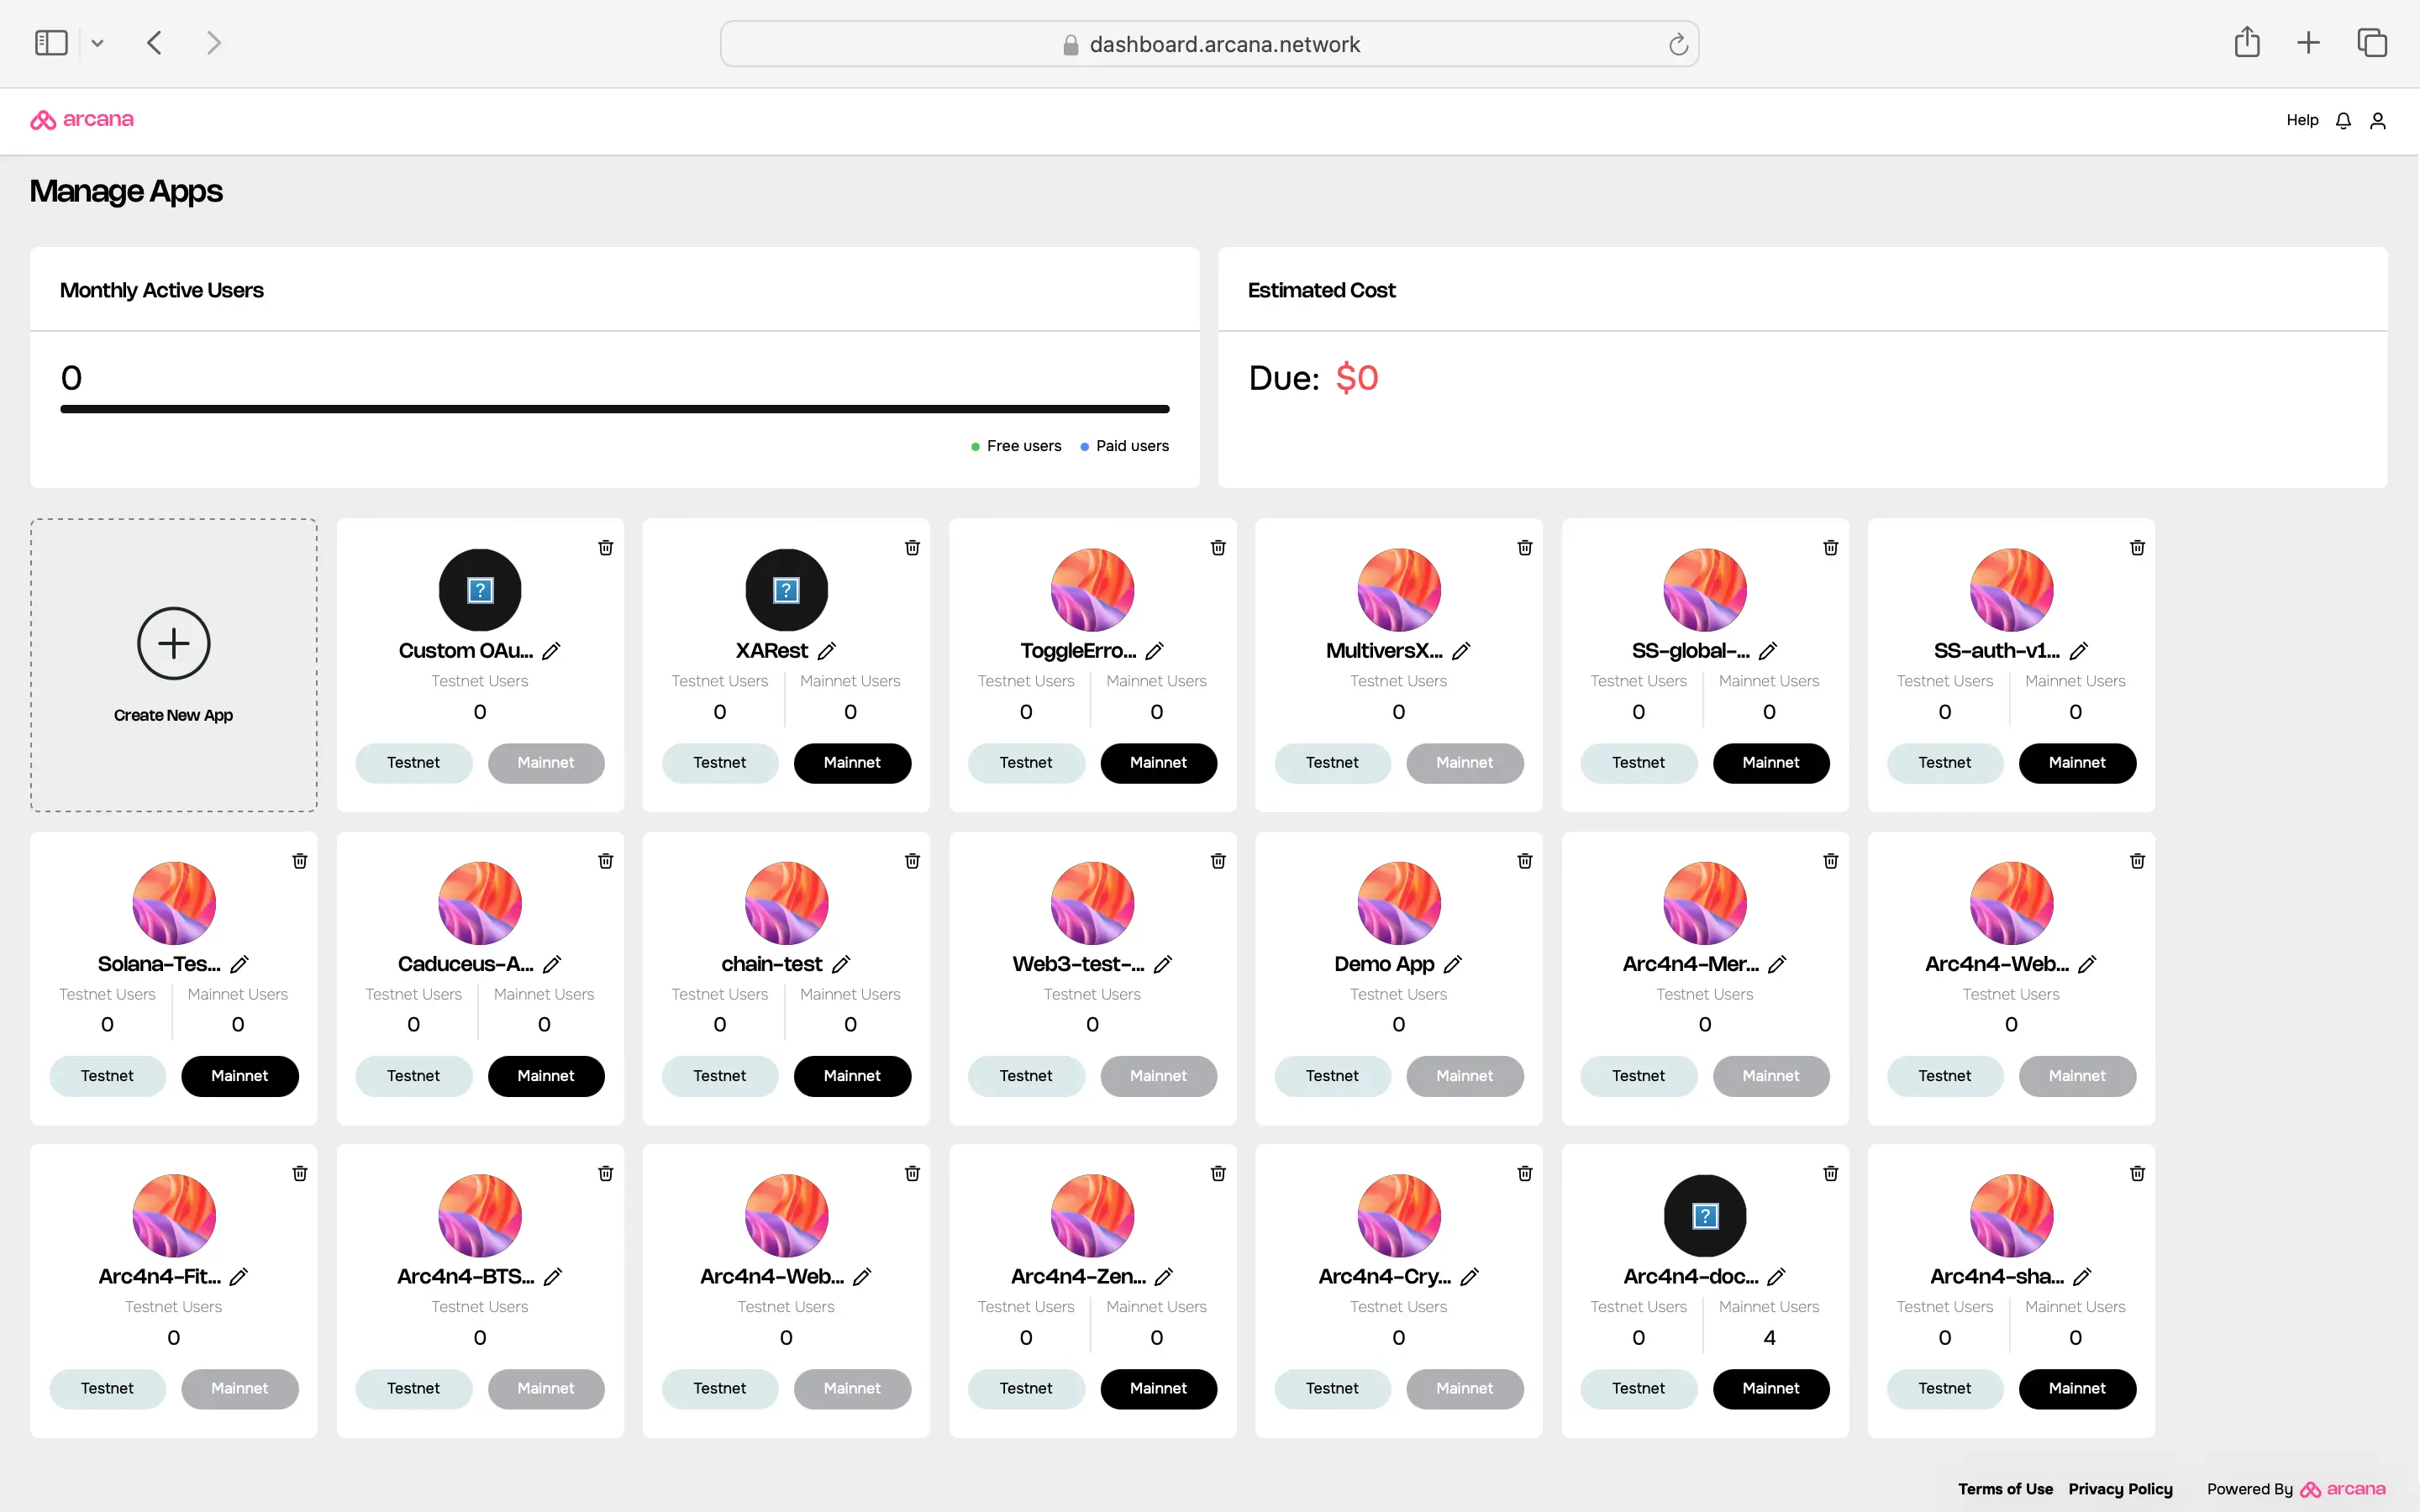 dashboard.arcana.network
arcana
Help
Manage Apps
Monthly Active Users
0
Free users Paid users
Estimated Cost
Due: $0
Create New App
Custom OAu...
Testnet Users
0
Testnet Mainnet
XARest
Testnet Users Mainnet Users
0 0
Testnet Mainnet
ToggleErro...
Testnet Users Mainnet Users
0 0
Testnet Mainnet
MultiversX...
Testnet Users
0
Testnet Mainnet
SS-global-...
Testnet Users Mainnet Users
0 0
Testnet Mainnet
SS-auth-v1...
Testnet Users Mainnet Users
0 0
Testnet Mainnet
Solana-Tes...
Testnet Users Mainnet Users
0 0
Testnet Mainnet
Caduceus-A...
Testnet Users Mainnet Users
0 0
Testnet Mainnet
chain-test
Testnet Users Mainnet Users
0 0
Testnet Mainnet
Web3-test-...
Testnet Users
0
Testnet Mainnet
Demo App
Testnet Users
0
Testnet Mainnet
Arc4n4-Mer...
Testnet Users
0
Testnet Mainnet
Arc4n4-Web...
Testnet Users
0
Testnet Mainnet
Arc4n4-Fit...
Testnet Users
0
Testnet Mainnet
Arc4n4-BTS...
Testnet Users
0
Testnet Mainnet
Arc4n4-Web...
Testnet Users
0
Testnet Mainnet
Arc4n4-Zen...
Testnet Users Mainnet Users
0 0
Testnet Mainnet
Arc4n4-Cry...
Testnet Users
0
Testnet Mainnet
Arc4n4-doc...
Testnet Users Mainnet Users
0 4
Testnet Mainnet
Arc4n4-sha...
Testnet Users Mainnet Users
0 0
Testnet Mainnet
Terms of Use Privacy Policy Powered By arcana